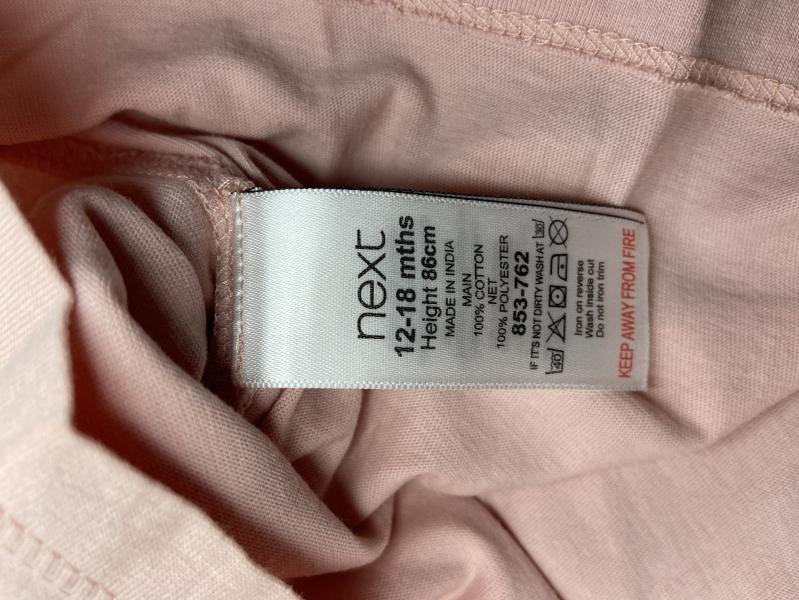 next
12-18 mths
Height 86cm
MADE IN INDIA
MAIN
100% COTTON
NET
100% POLYESTER
853-762
IF IT'S NOT DIRTY WASH AT 30
40
Iron on reverse
Wash inside out
Do not iron trim
KEEP AWAY FROM FIRE